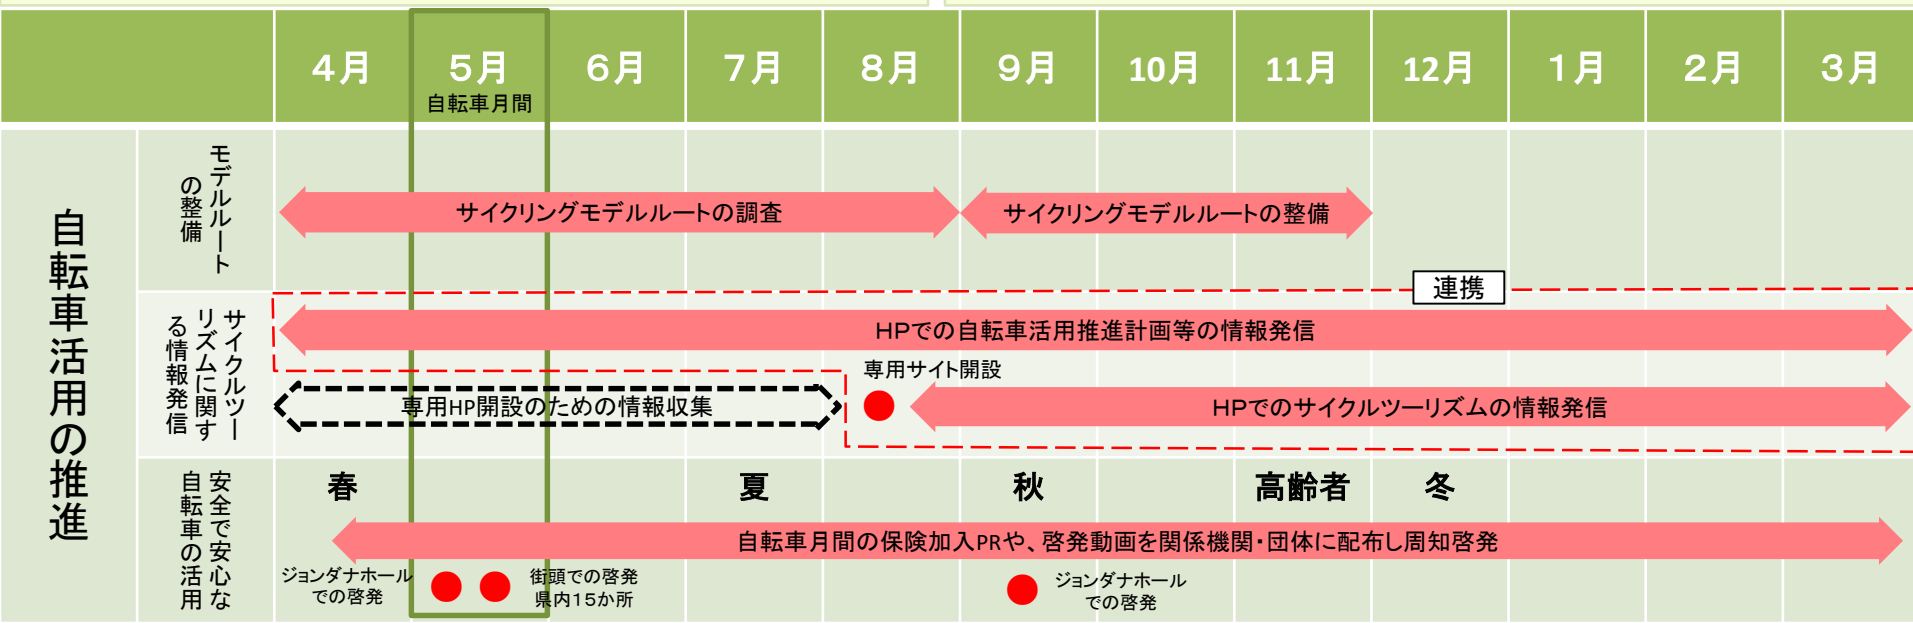 4月
5月
自転車月間
6月
7月
8月
9月
10月
11月
12月
1月
2月
3月
自転車活用の推進
モデルルート
の整備
サイクリングモデルルートの調査
サイクリングモデルルートの整備
連携
サイクルツー
リズムに関す
る情報発信
HPでの自転車活用推進計画等の情報発信
専用サイト開設
専用HP開設のための情報収集
HPでのサイクルツーリズムの情報発信
安全で安心な
自転車の活用
春
夏
秋
高齢者
冬
自転車月間の保険加入PRや、啓発動画を関係機関・団体に配布し周知啓発
ジョンダナホール
での啓発
街頭での啓発
県内15か所
ジョンダナホール
での啓発